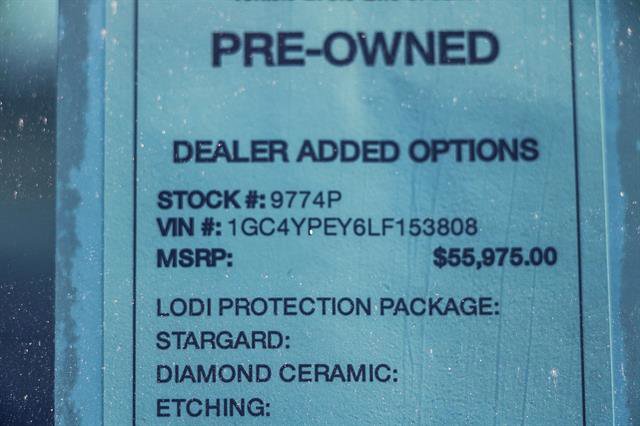 PRE-OWNED
DEALER ADDED OPTIONS
STOCK #: 9774P
VIN #: 1GC4YPEY6LF153808
MSRP: $55,975.00
LODI PROTECTION PACKAGE:
STARGARD:
DIAMOND CERAMIC:
ETCHING: